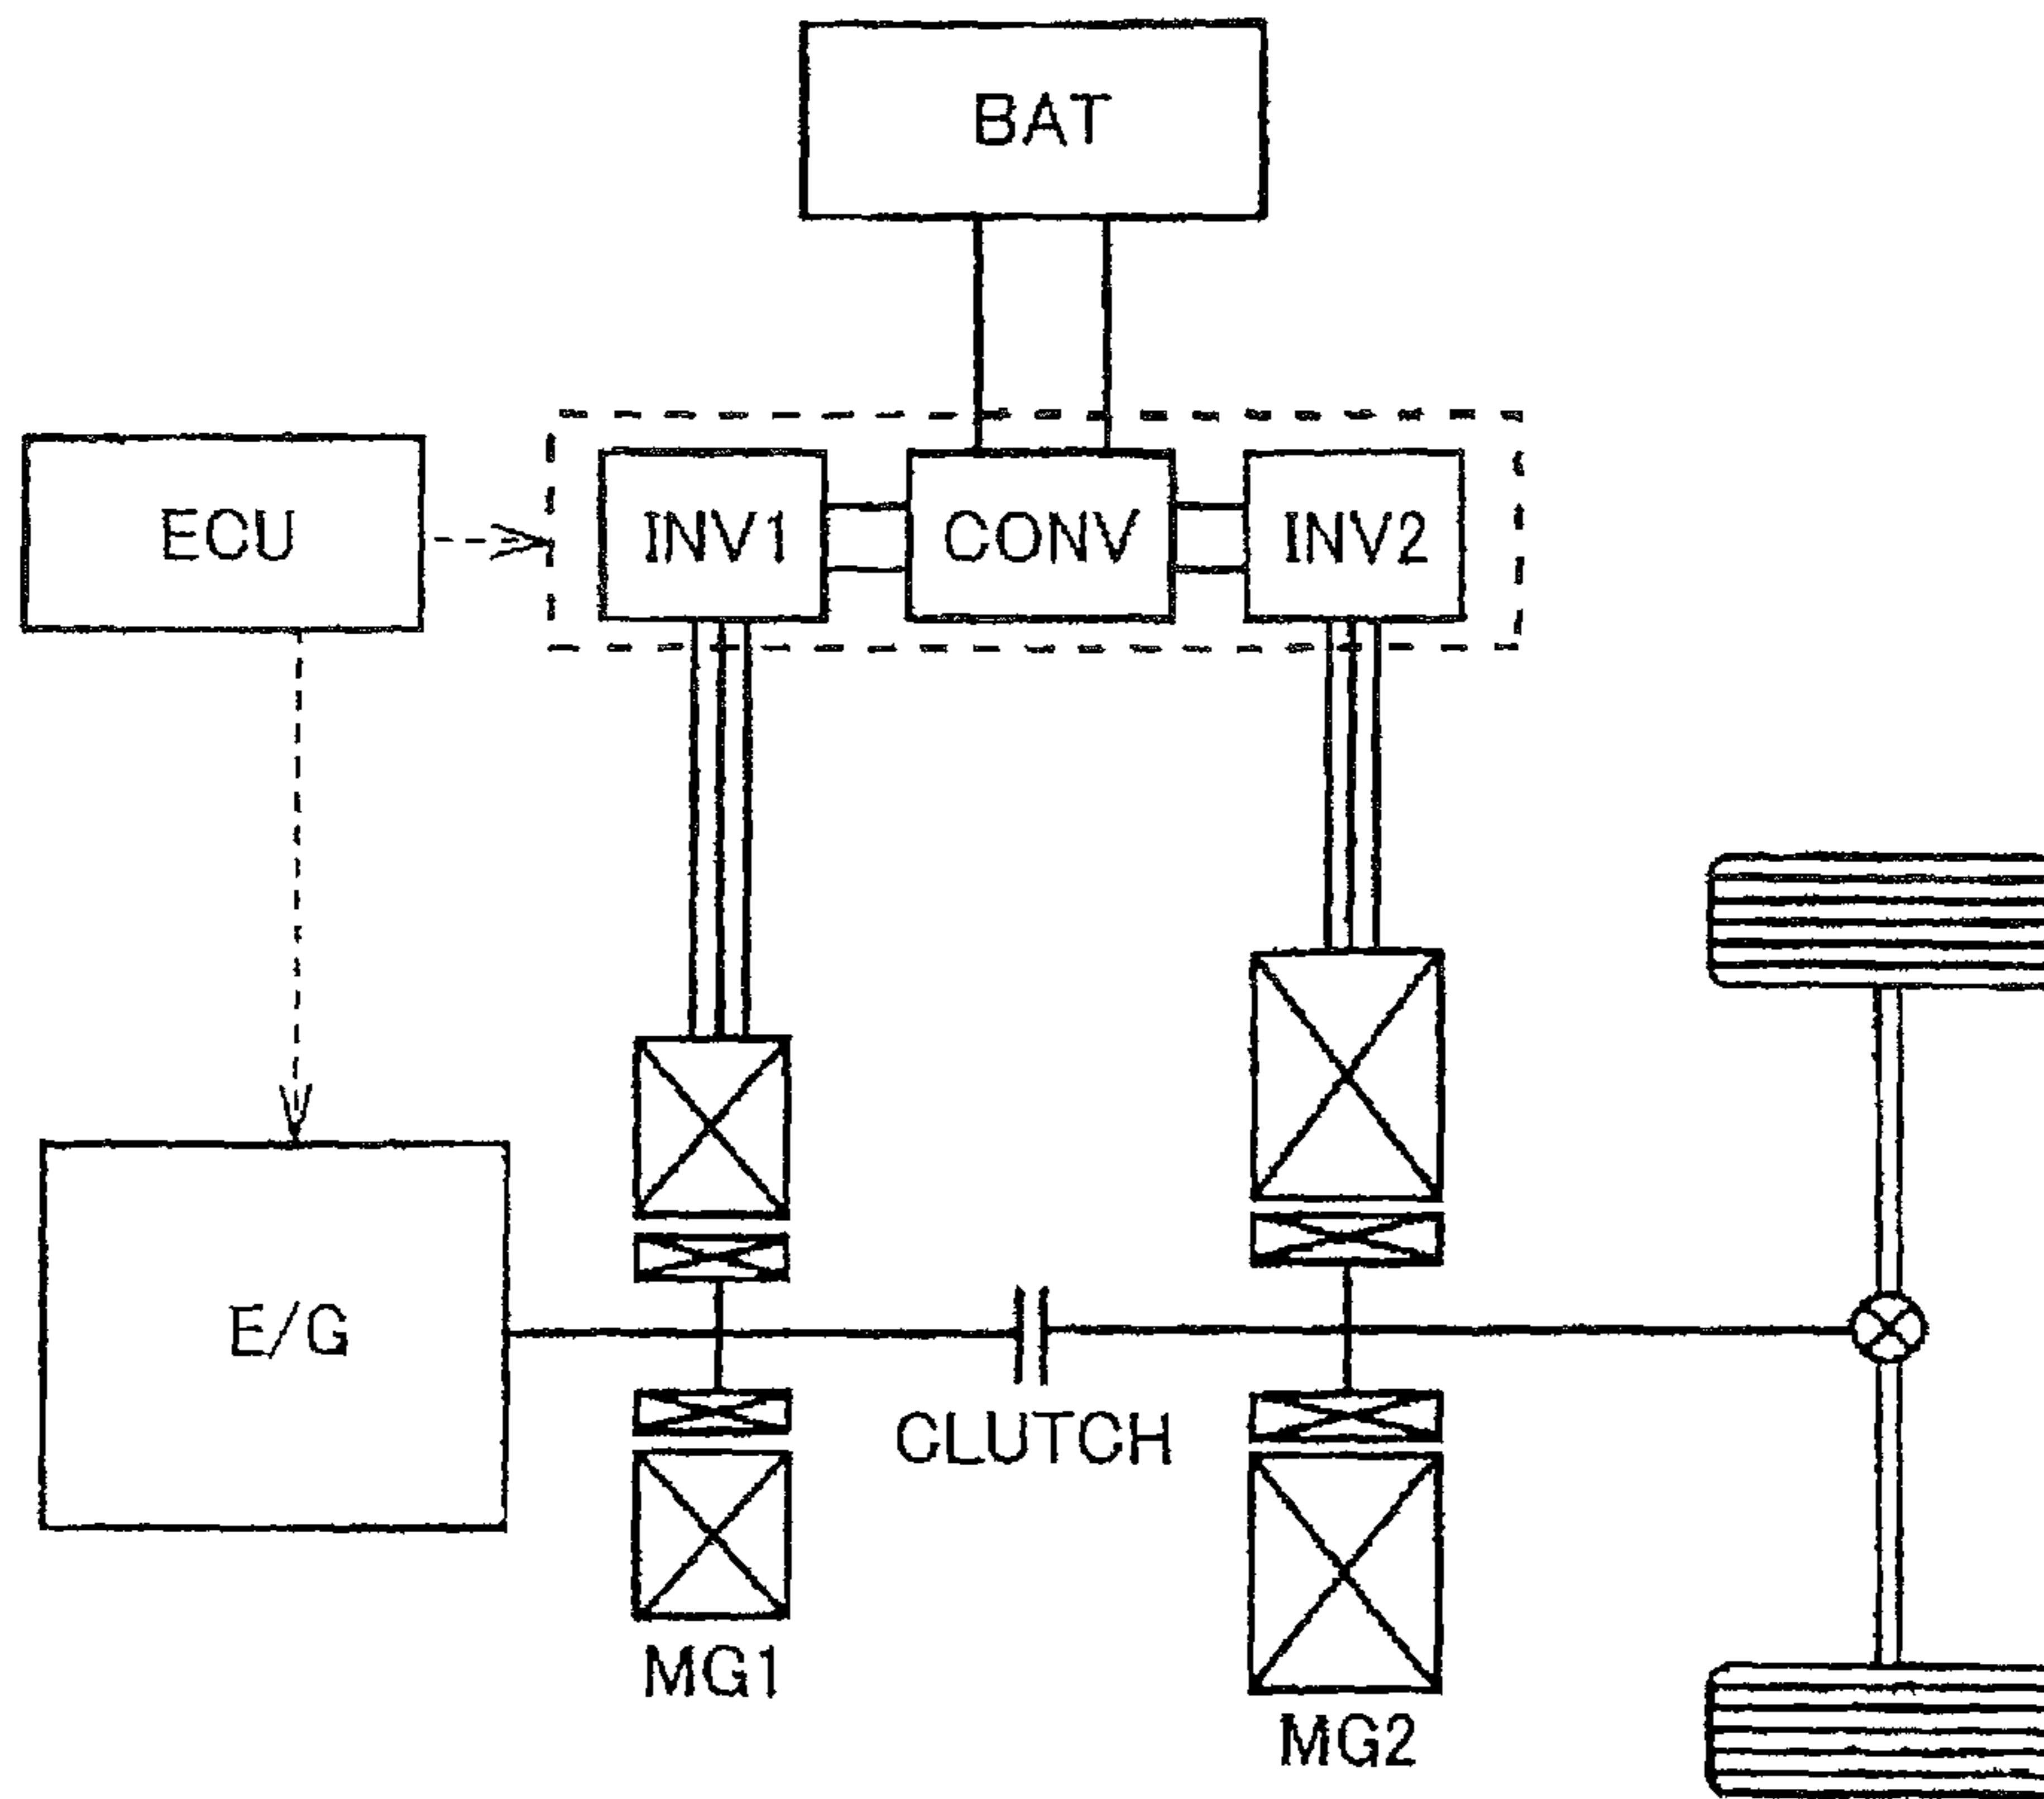 BAT
ECU
INV1
CONV
INV2
E/G
CLUTCH
MG1
MG2